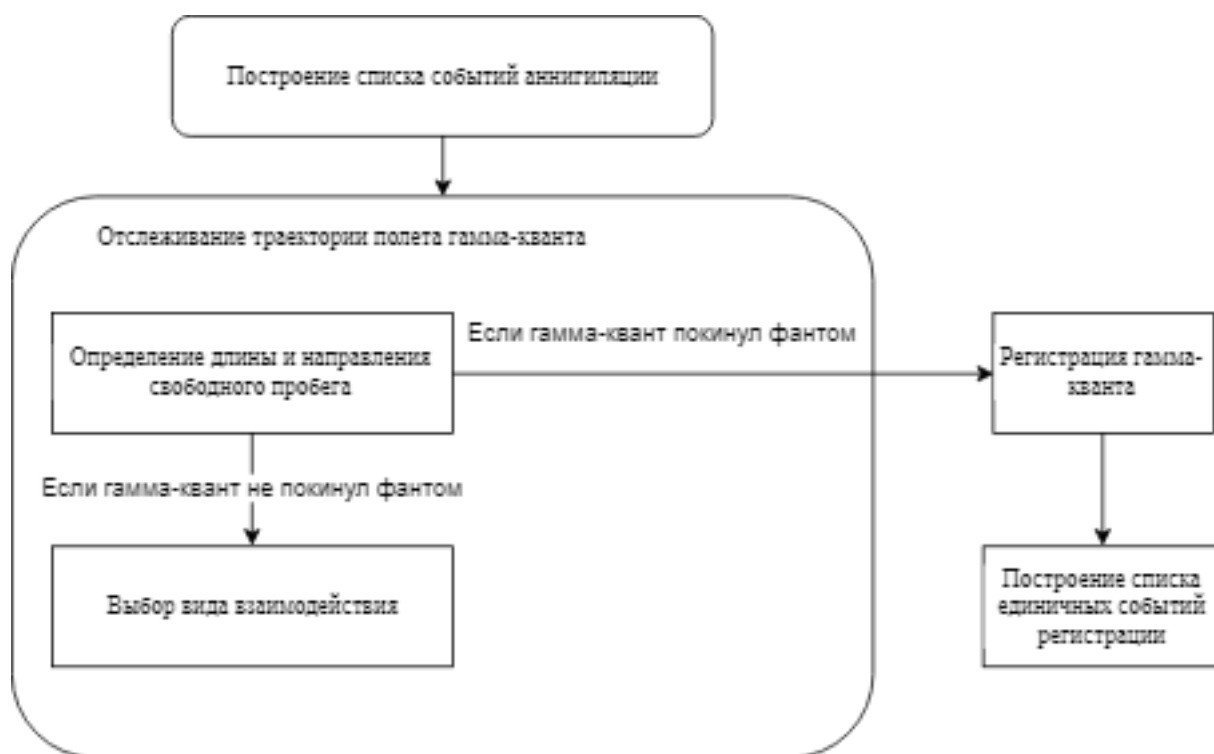 Построение списка событий аннигиляции
Отслеживание траектории полета гамма-кванта
Если гамма-квант покинул фантом
Определение длины и направления
свободного пробега
Регистрация гамма-
кванта
Если гамма-квант не покинул фантом
Выбор вида взаимодействия
Построение списка
единичных событий
регистрации